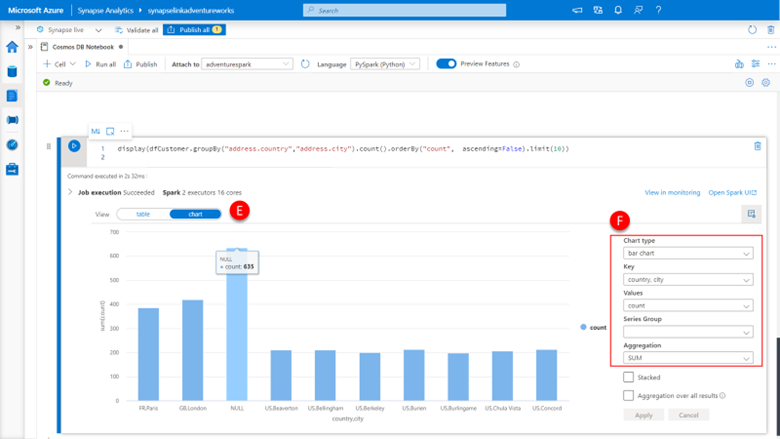 Microsoft Azure Synapse Analytics synapselinkadventureworks Search
Synapse live Validate all Publish all 1
Cosmos DB Notebook
Cell Run all Publish Attach to adventurespark Language PySpark (Python) Preview Features
Ready
M↓
1 display(dfCustomer.groupBy("address.country","address.city").count().orderBy("count", ascending=False).limit(10))
2
Command executed in 2s 32ms
Job execution Succeeded Spark 2 executors 16 cores View in monitoring Open Spark UI
View table chart E
F
Chart type
bar chart
Key
country, city
Values
count
Series Group
Aggregation
SUM
Stacked
Aggregation over all results
Apply Cancel
700
600
500
400
300
200
100
0
sum(count)
NULL
count: 635
count
FR,Paris GB,London NULL US,Beaverton US,Bellingham US,Berkeley US,Burien US,Burlingame US,Chula Vista US,Concord
country,city